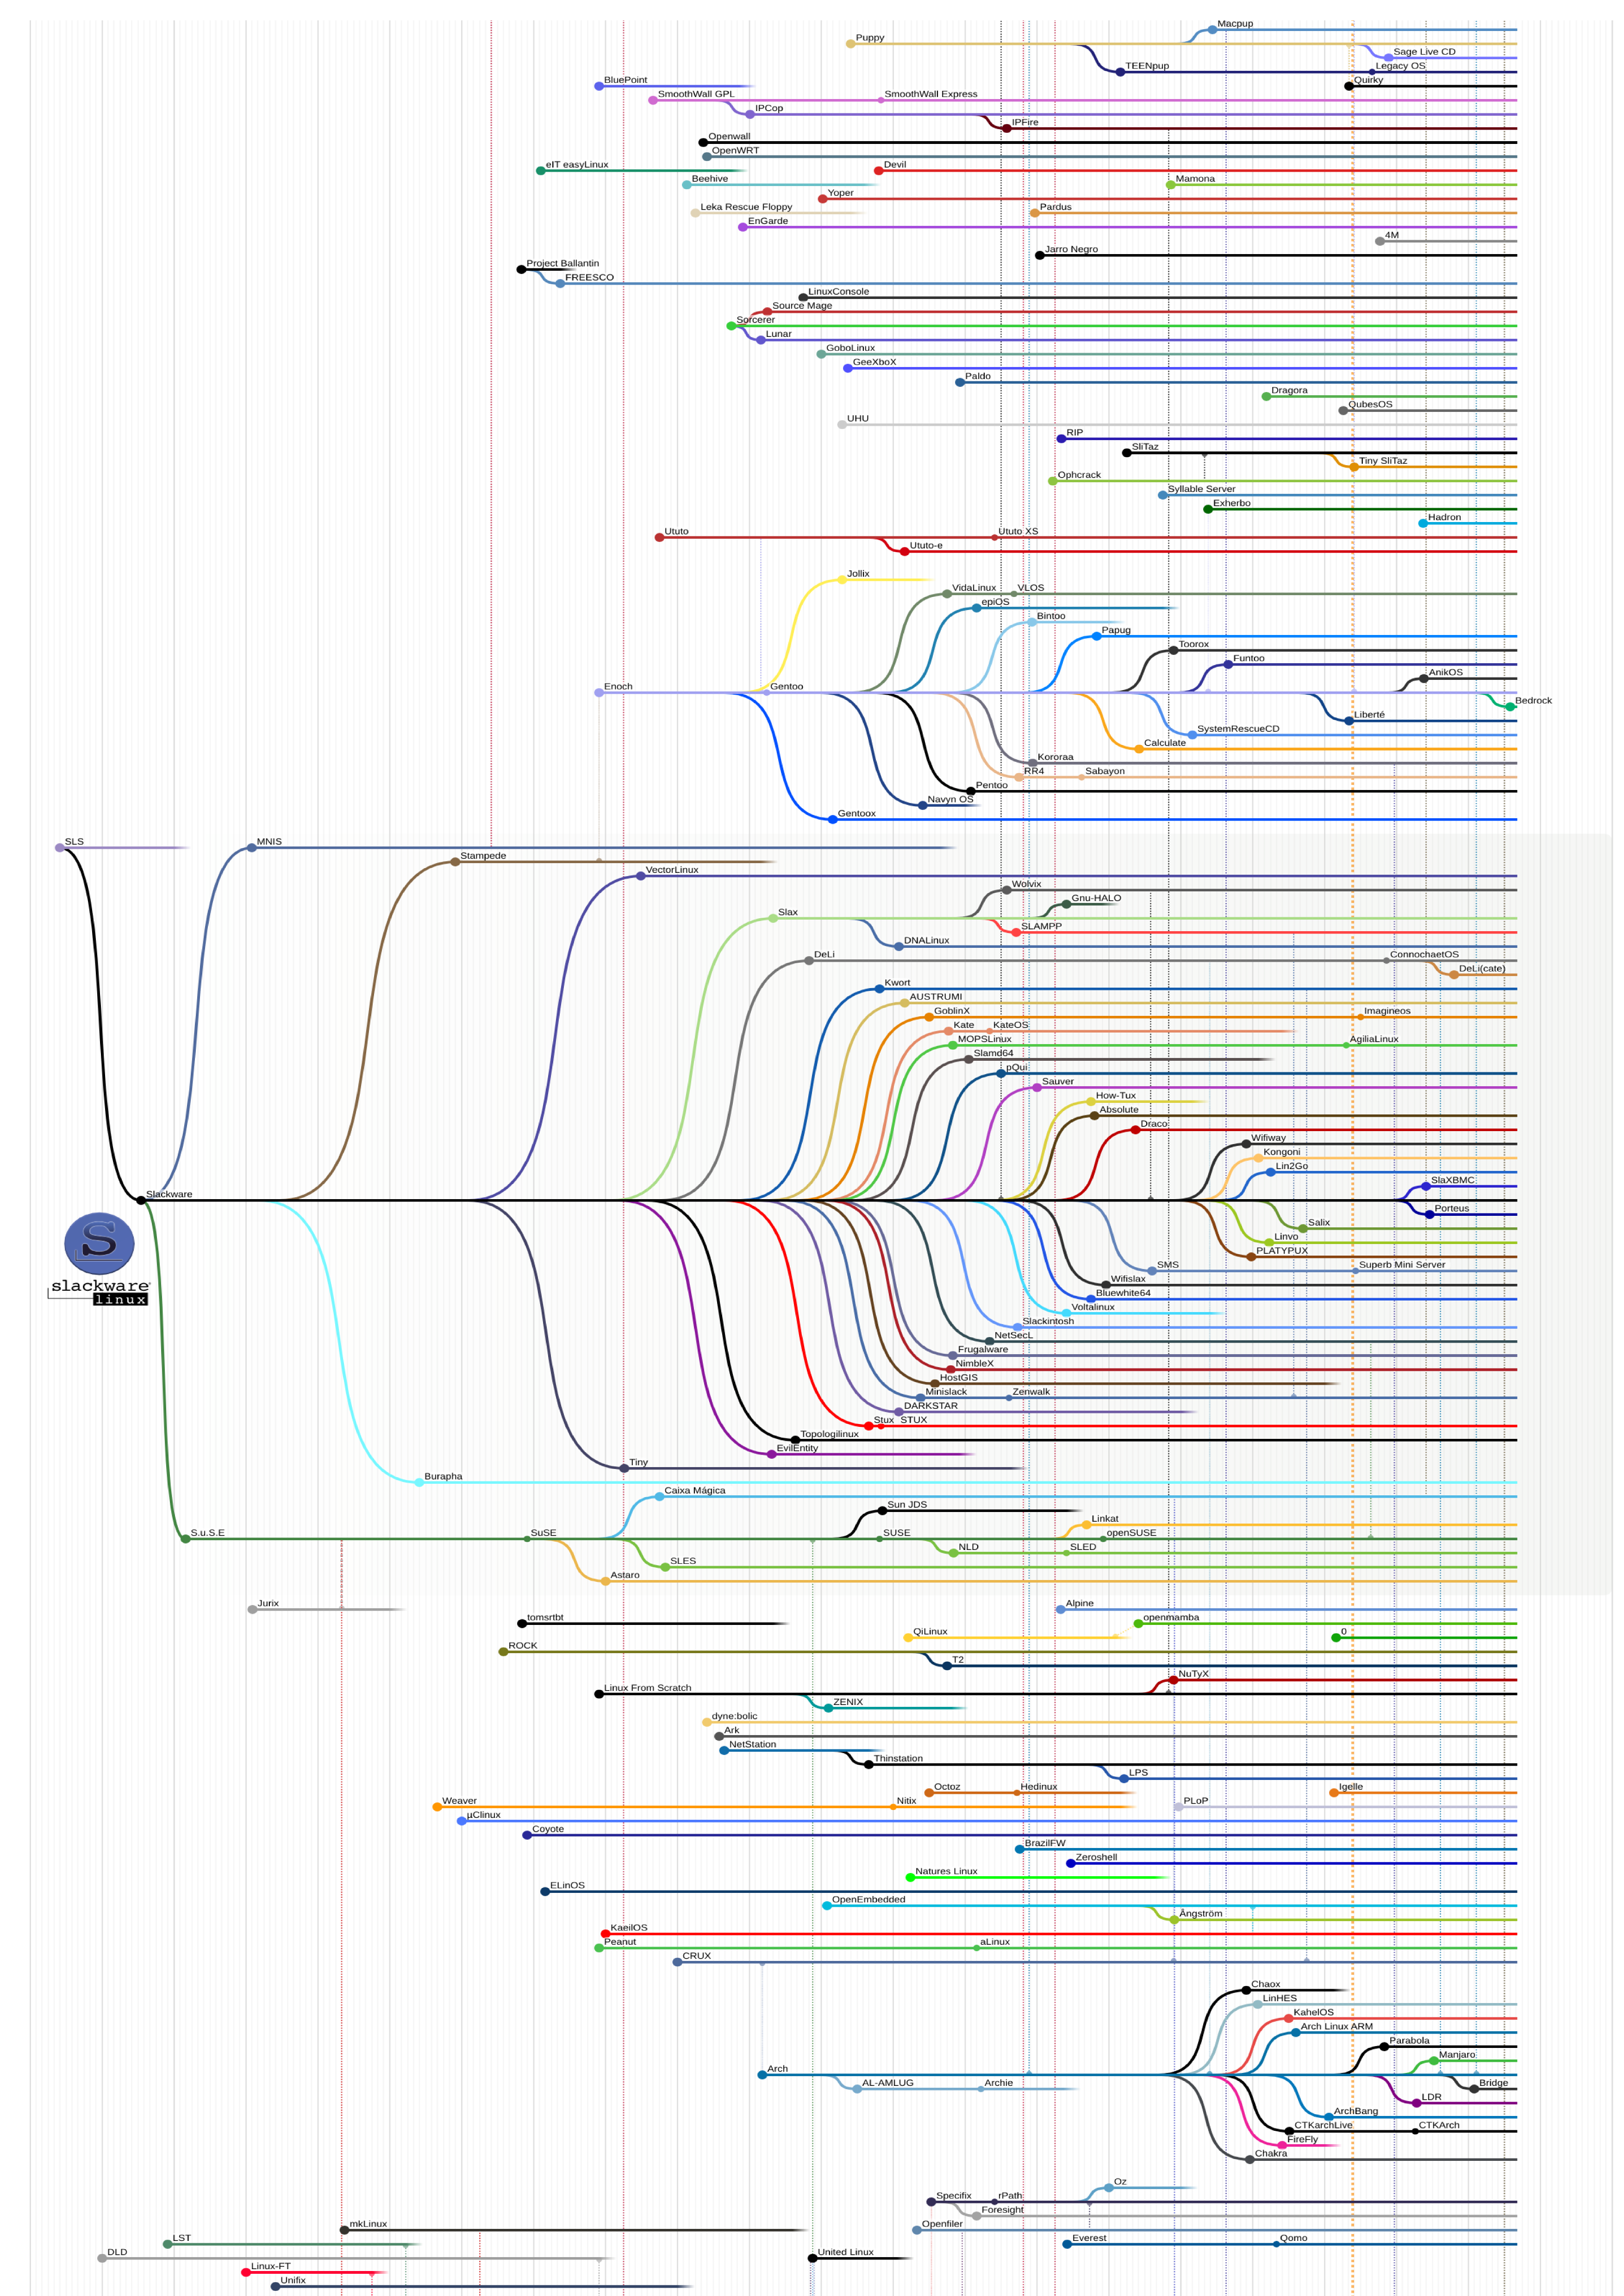 Macpup
Puppy
Sage Live CD
TEENpup
Legacy OS
BluePoint
Quirky
SmoothWall GPL
SmoothWall Express
IPCop
IPFire
Openwall
OpenWRT
eIT easyLinux
Devil
Beehive
Mamona
Yoper
Leka Rescue Floppy
Pardus
EnGarde
4M
Jarro Negro
Project Ballantin
FREESCO
LinuxConsole
Source Mage
Sorcerer
Lunar
GoboLinux
GeeXboX
Paldo
Dragora
QubesOS
UHU
RIP
SliTaz
Tiny SliTaz
Ophcrack
Syllable Server
Exherbo
Hadron
Ututo
Ututo XS
Ututo-e
Jollix
VidaLinux
VLOS
epiOS
Bintoo
Papug
Toorox
Funtoo
AnikOS
Enoch
Gentoo
Bedrock
Liberté
SystemRescueCD
Calculate
Kororaa
RR4
Sabayon
Pentoo
Navyn OS
Gentoox
SLS
MNIS
Stampede
VectorLinux
Wolvix
Gnu-HALO
Slax
SLAMPP
DNALinux
DeLi
ConnochaetOS
DeLi(cate)
Kwort
AUSTRUMI
GoblinX
Imagineos
Kate
KateOS
MOPSLinux
AgiliaLinux
Slamd64
pQui
Sauver
How-Tux
Absolute
Draco
Wifiway
Kongoni
Lin2Go
SlaXBMC
Slackware
Porteus
Salix
Linvo
PLATYPUX
SMS
Superb Mini Server
Wifislax
Bluewhite64
Voltalinux
Slackintosh
NetSecL
Frugalware
NimbleX
HostGIS
Minislack
Zenwalk
DARKSTAR
Stux
STUX
Topologilinux
EvilEntity
Tiny
Burapha
S
slackware
linux
Caixa Mágica
Sun JDS
Linkat
S.u.S.E
SuSE
SUSE
openSUSE
NLD
SLED
SLES
Astaro
Jurix
Alpine
tomsrtbt
openmamba
QiLinux
0
ROCK
T2
NuTyX
Linux From Scratch
ZENIX
dyne:bolic
Ark
NetStation
Thinstation
LPS
Octoz
Hedinux
Igelle
Weaver
Nitix
PLoP
µClinux
Coyote
BrazilFW
Zeroshell
Natures Linux
ELinOS
OpenEmbedded
Ångström
KaeilOS
Peanut
aLinux
CRUX
Chaox
LinHES
KahelOS
Arch Linux ARM
Parabola
Manjaro
Arch
AL-AMLUG
Archie
Bridge
LDR
ArchBang
CTKarchLive
CTKArch
FireFly
Chakra
Oz
Specifix
rPath
Foresight
mkLinux
Openfiler
LST
Everest
Qomo
DLD
United Linux
Linux-FT
Unifix